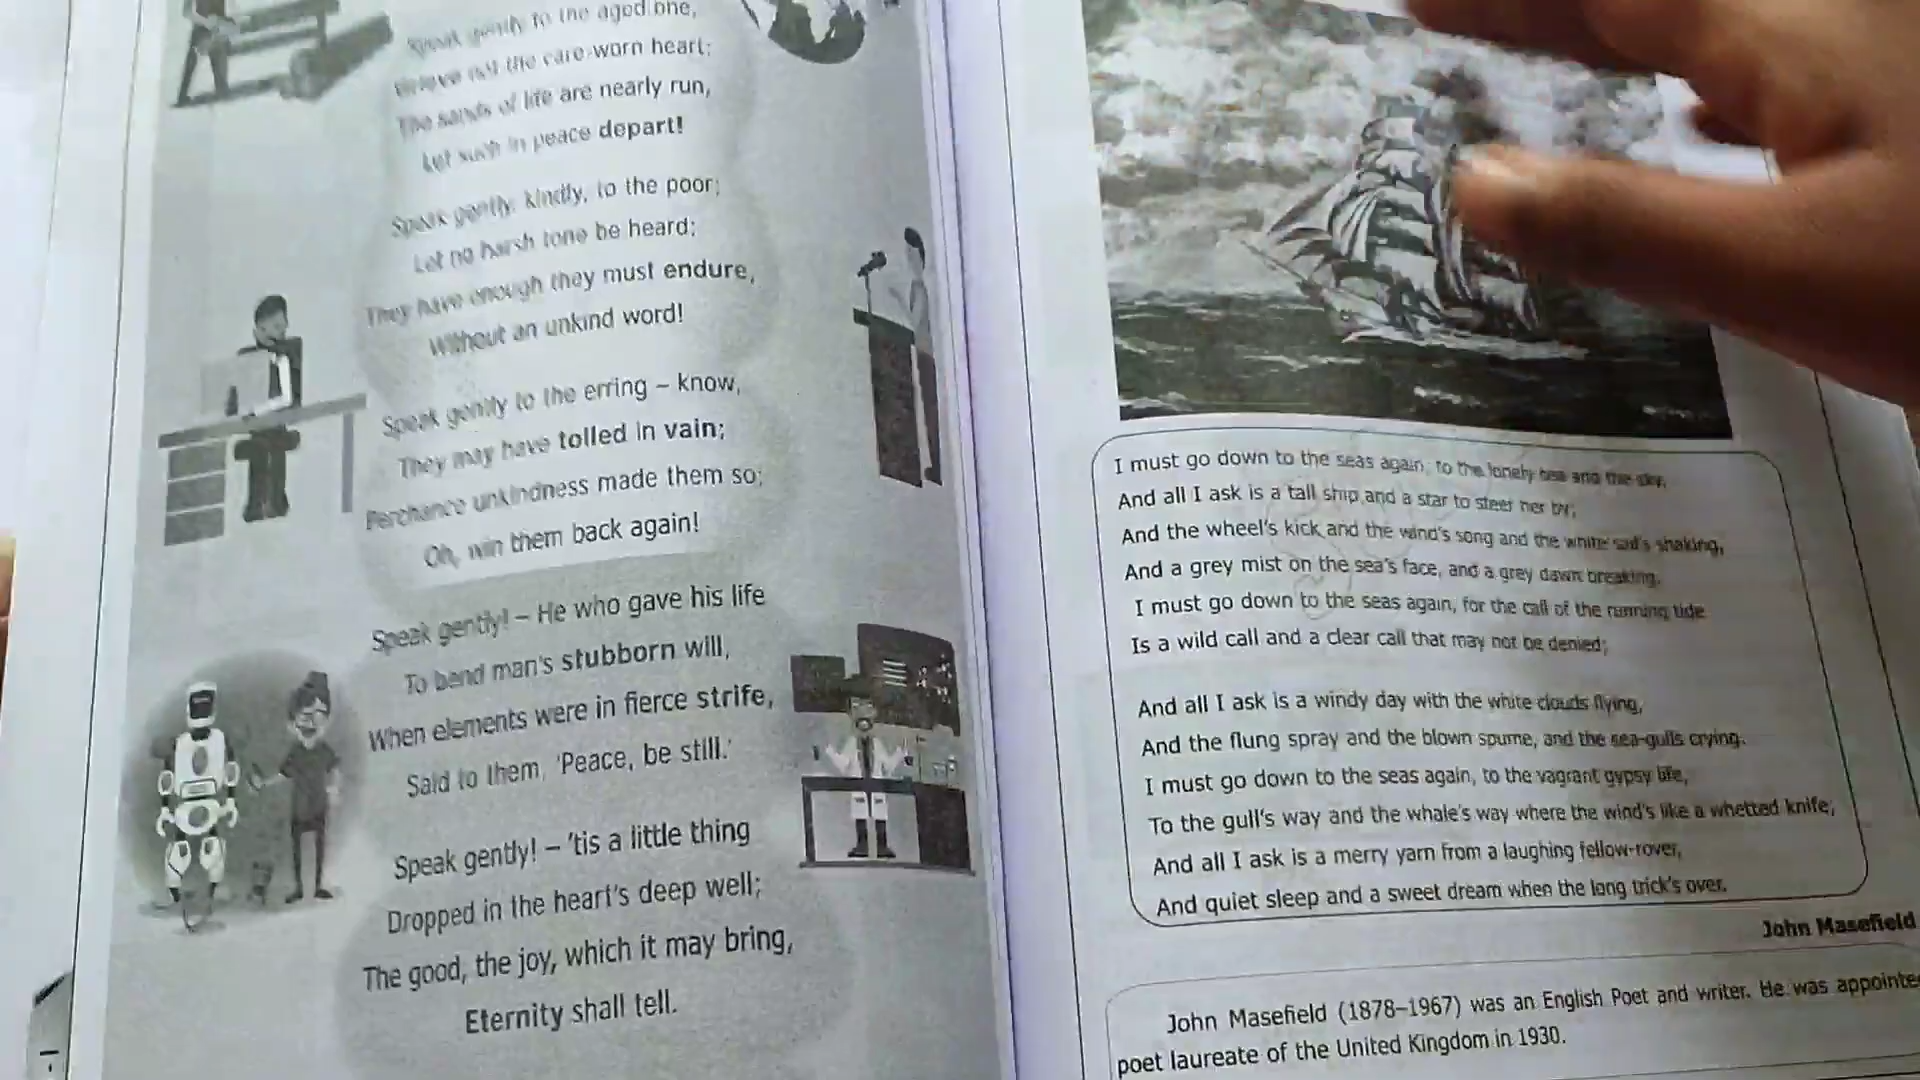 Speak gently to the aged one,
Grieve not the care-worn heart;
The sands of life are nearly run,
Let such in peace depart!
Speak gently, kindly, to the poor;
Let no harsh tone be heard;
They have enough they must endure,
Without an unkind word!
Speak gently to the erring – know,
They may have tolled in vain;
Perchance unkindness made them so;
Oh, win them back again!
Speak gently! – He who gave his life
To bend man's stubborn will,
When elements were in fierce strife,
Said to them, 'Peace, be still.'
Speak gently! – 'tis a little thing
Dropped in the heart's deep well;
The good, the joy, which it may bring,
Eternity shall tell.
I must go down to the seas again, to the lonely sea and the sky,
And all I ask is a tall ship and a star to steer her by;
And the wheel's kick and the wind's song and the white sail's shaking,
And a grey mist on the sea's face, and a grey dawn breaking.
I must go down to the seas again, for the call of the running tide
Is a wild call and a clear call that may not be denied;
And all I ask is a windy day with the white clouds flying,
And the flung spray and the blown spume, and the sea-gulls crying.
I must go down to the seas again, to the vagrant gypsy life,
To the gull's way and the whale's way where the wind's like a whetted knife;
And all I ask is a merry yarn from a laughing fellow-rover,
And quiet sleep and a sweet dream when the long trick's over.
John Masefield
John Masefield (1878–1967) was an English Poet and writer. He was appointe
poet laureate of the United Kingdom in 1930.